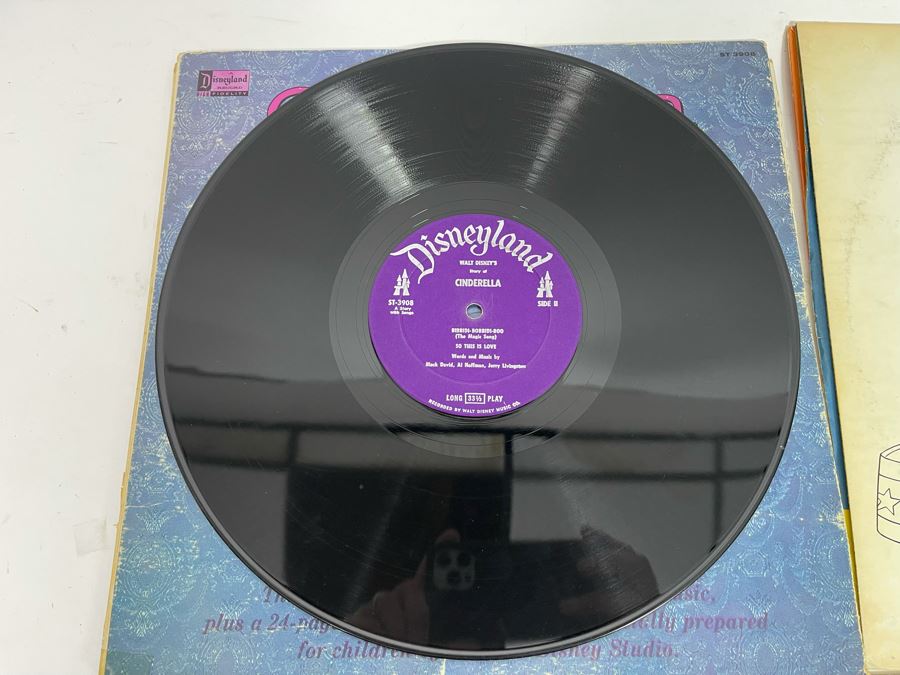 ST 3908
A
Disneyland
RECORD
HIGH FIDELITY
Disneyland
WALT DISNEY'S
Story of
CINDERELLA
ST-3908
A Story
with Songs
SIDE II
BIBBIDI-BOBBIDI-BOO
(The Magic Song)
SO THIS IS LOVE
Words and Music by
Mack David, Al Hoffman, Jerry Livingston
LONG 33⅓ PLAY
RECORDED BY WALT DISNEY MUSIC CO.
plus a 24-
for
Studio.
prepared